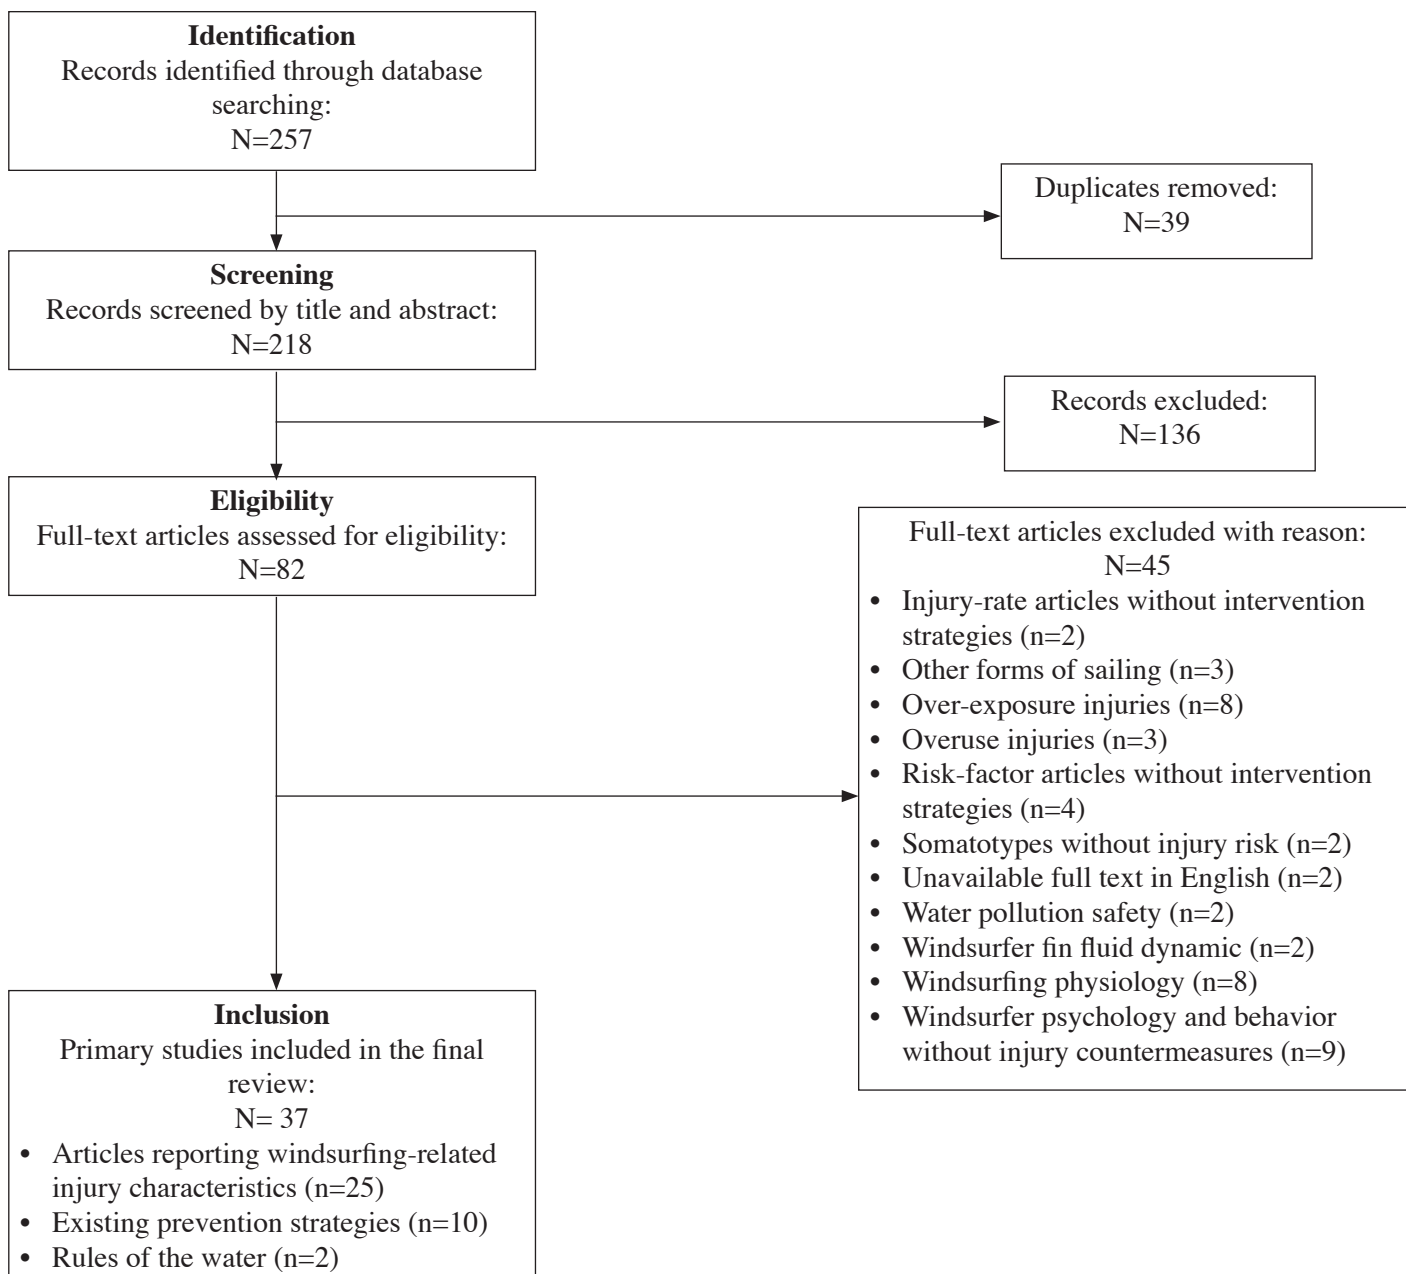 Identification
Records identified through database
searching:
N=257
Duplicates removed:
N=39
Screening
Records screened by title and abstract:
N=218
Records excluded:
N=136
Eligibility
Full-text articles assessed for eligibility:
N=82
Full-text articles excluded with reason:
N=45
• Injury-rate articles without intervention
strategies (n=2)
• Other forms of sailing (n=3)
• Over-exposure injuries (n=8)
• Overuse injuries (n=3)
• Risk-factor articles without intervention
strategies (n=4)
• Somatotypes without injury risk (n=2)
• Unavailable full text in English (n=2)
• Water pollution safety (n=2)
• Windsurfer fin fluid dynamic (n=2)
• Windsurfing physiology (n=8)
• Windsurfer psychology and behavior
without injury countermeasures (n=9)
Inclusion
Primary studies included in the final
review:
N= 37
• Articles reporting windsurfing-related
injury characteristics (n=25)
• Existing prevention strategies (n=10)
• Rules of the water (n=2)